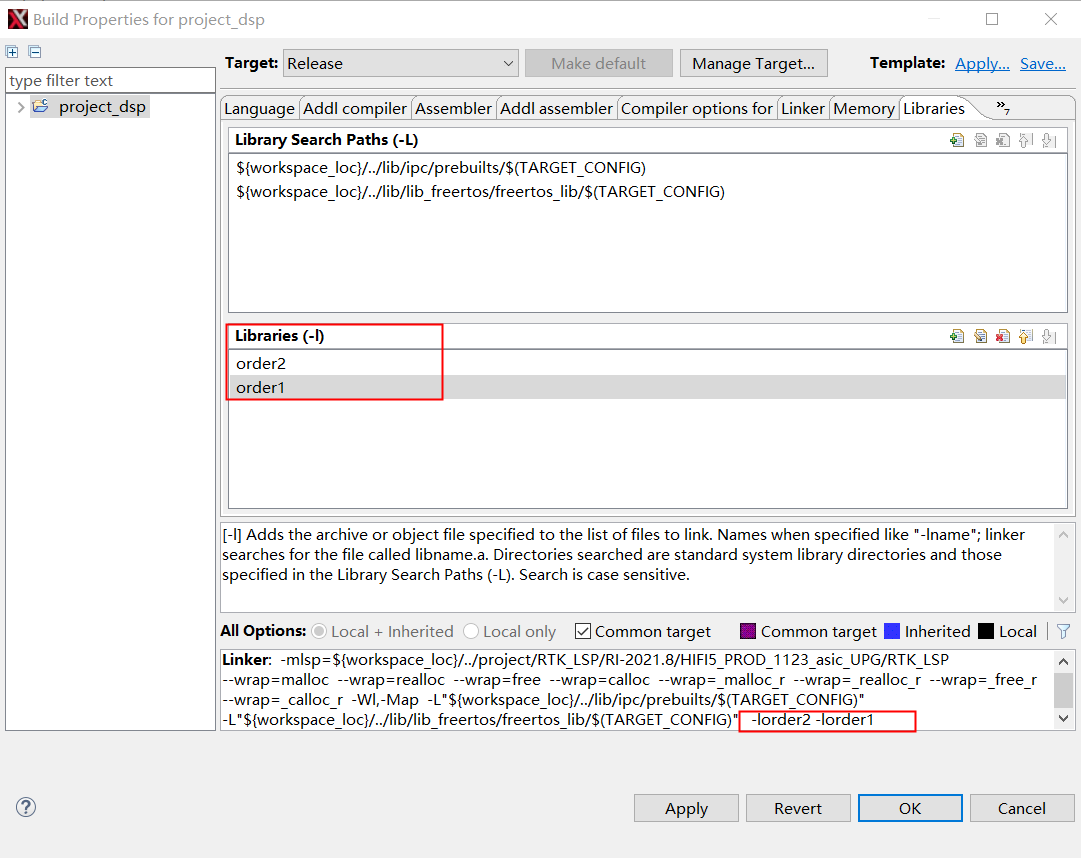 Build Properties for project_dsp
type filter text
project_dsp
Target: Release Make default Manage Target... Template: Apply... Save...
Language Addl compiler Assembler Addl assembler Compiler options for Linker Memory Libraries »7
Library Search Paths (-L)
${workspace_loc}/../lib/ipc/prebuilts/$(TARGET_CONFIG)
${workspace_loc}/../lib/lib_freertos/freertos_lib/$(TARGET_CONFIG)
Libraries (-l)
order2
order1
[-l] Adds the archive or object file specified to the list of files to link. Names when specified like "-lname"; linker
searches for the file called libname.a. Directories searched are standard system library directories and those
specified in the Library Search Paths (-L). Search is case sensitive.
All Options: Local + Inherited Local only Common target Common target Inherited Local
Linker: -mlsp=${workspace_loc}/../project/RTK_LSP/RI-2021.8/HIFI5_PROD_1123_asic_UPG/RTK_LSP
--wrap=malloc --wrap=realloc --wrap=free --wrap=calloc --wrap=_malloc_r --wrap=_realloc_r --wrap=_free_r
--wrap=_calloc_r -Wl,-Map -L"${workspace_loc}/../lib/ipc/prebuilts/$(TARGET_CONFIG)"
-L"${workspace_loc}/../lib/lib_freertos/freertos_lib/$(TARGET_CONFIG)" -lorder2 -lorder1
? Apply Revert OK Cancel